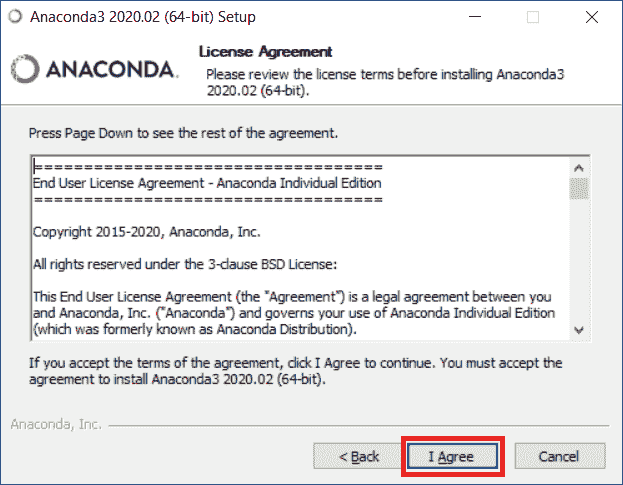 Anaconda3 2020.02 (64-bit) Setup
License Agreement
ANACONDA.
Please review the license terms before installing Anaconda3
2020.02 (64-bit).
Press Page Down to see the rest of the agreement.
===================================
End User License Agreement - Anaconda Individual Edition
===================================
Copyright 2015-2020, Anaconda, Inc.
All rights reserved under the 3-clause BSD License:
This End User License Agreement (the "Agreement") is a legal agreement between you
and Anaconda, Inc. ("Anaconda") and governs your use of Anaconda Individual Edition
(which was formerly known as Anaconda Distribution).
If you accept the terms of the agreement, click I Agree to continue. You must accept the
agreement to install Anaconda3 2020.02 (64-bit).
Anaconda, Inc.
< Back I Agree Cancel